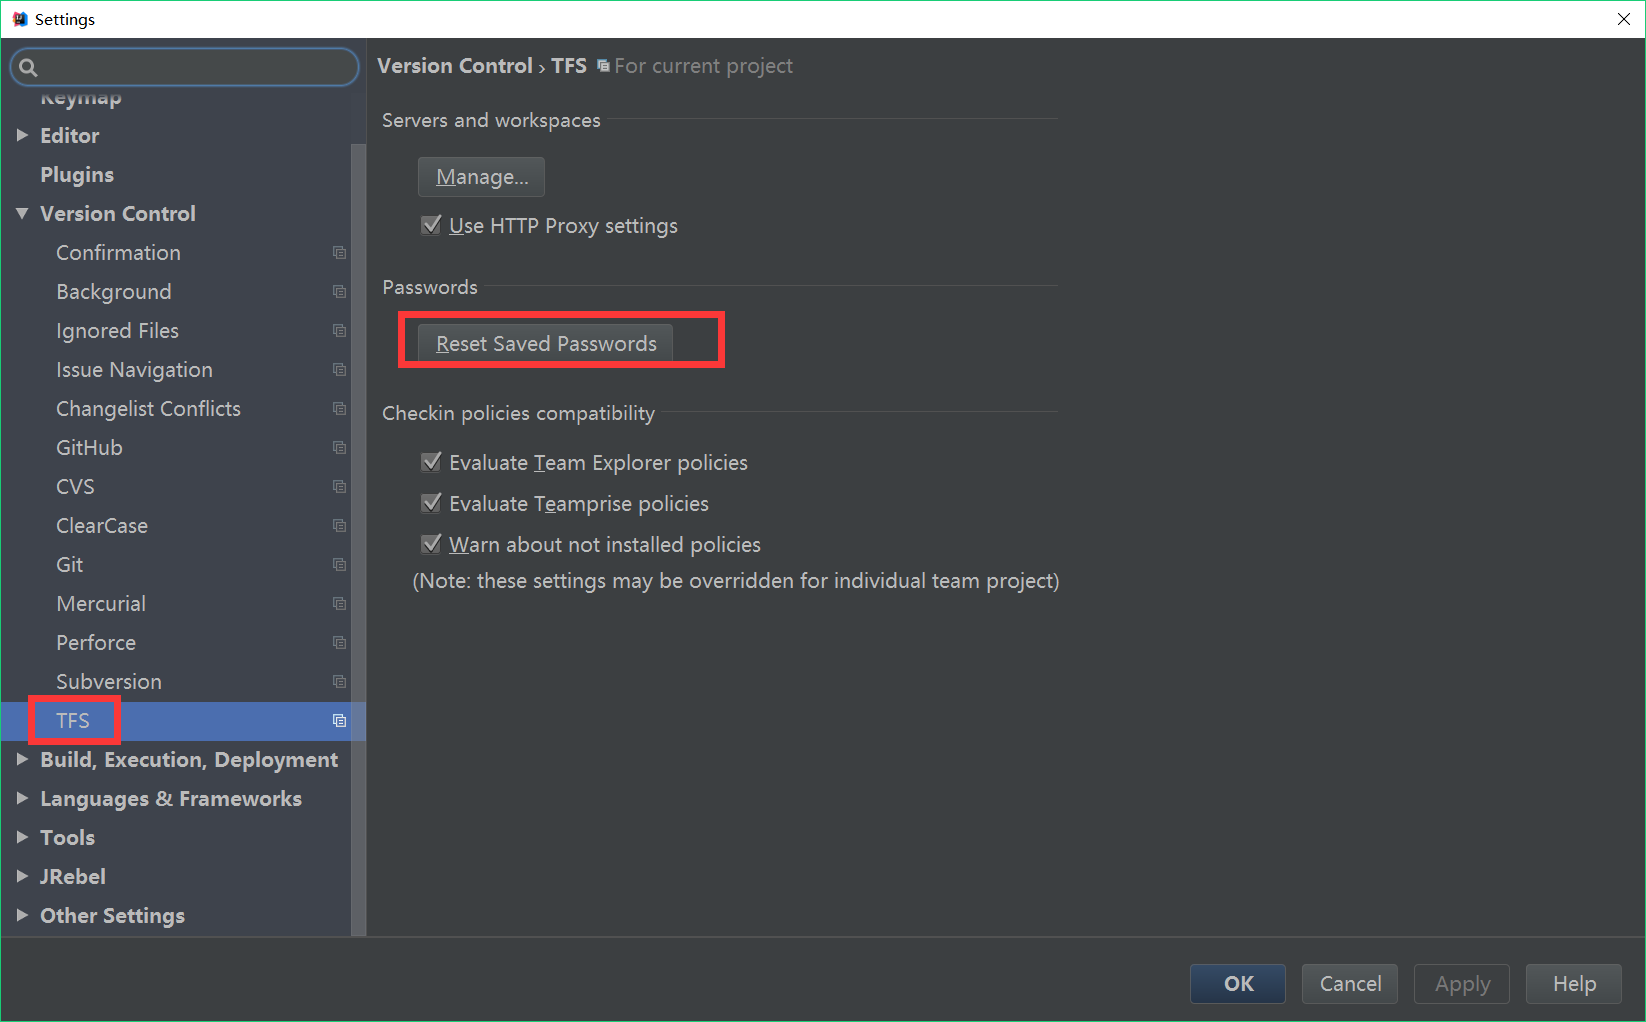 Settings
Keymap
Editor
Plugins
Version Control
Confirmation
Background
Ignored Files
Issue Navigation
Changelist Conflicts
GitHub
CVS
ClearCase
Git
Mercurial
Perforce
Subversion
TFS
Build, Execution, Deployment
Languages & Frameworks
Tools
JRebel
Other Settings
Version Control › TFS For current project
Servers and workspaces
Manage...
Use HTTP Proxy settings
Passwords
Reset Saved Passwords
Checkin policies compatibility
Evaluate Team Explorer policies
Evaluate Teamprise policies
Warn about not installed policies
(Note: these settings may be overridden for individual team project)
OK Cancel Apply Help